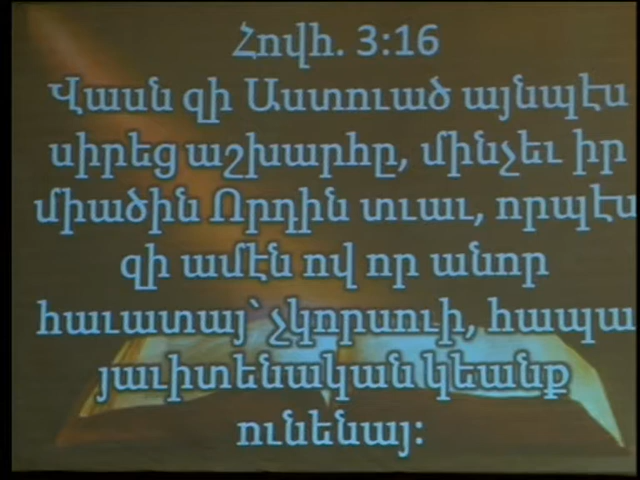 Հովհ. 3:16
Վասն զի Աստուած այնպէս
սիրեց աշխարհը, մինչեւ իր
միածին Որդին տւաւ, որպէս
զի ամէն ով որ անոր
հաւատայ՝ չկորսուի, հապա
յաւիտենական կեանք
ունենայ: